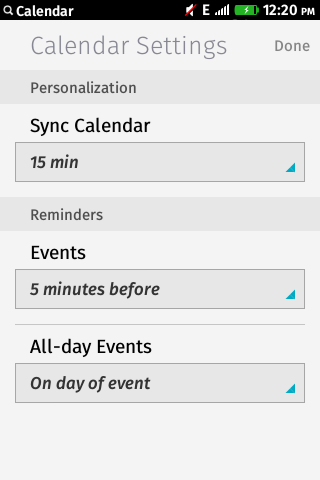 Calendar E 12:20 PM
Calendar Settings Done
Personalization
Sync Calendar
15 min
Reminders
Events
5 minutes before
All-day Events
On day of event